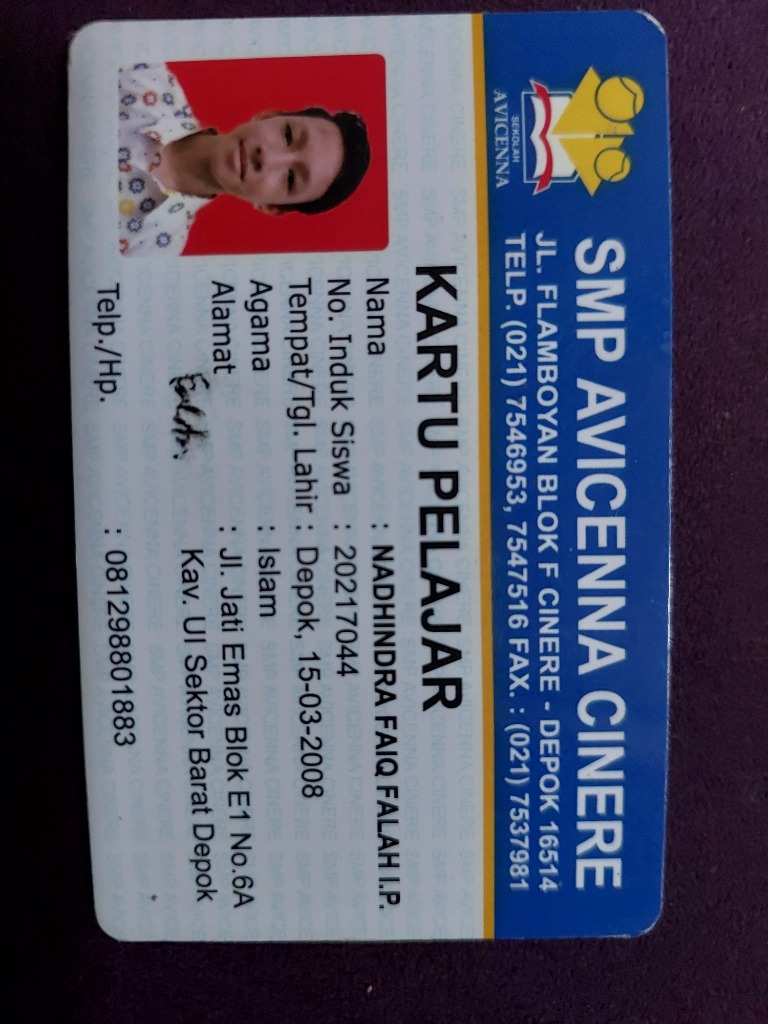 SEKOLAH
AVICENNA
SMP AVICENNA CINERE
JL. FLAMBOYAN BLOK F CINERE - DEPOK 16514
TELP. (021) 7546953, 7547516 FAX. : (021) 7537981
KARTU PELAJAR
Nama : NADHINDRA FAIQ FALAH I.P.
No. Induk Siswa : 20217044
Tempat/Tgl. Lahir : Depok, 15-03-2008
Agama : Islam
Alamat : Jl. Jati Emas Blok E1 No.6A
Kav. UI Sektor Barat Depok
Telp./Hp. : 081298801883